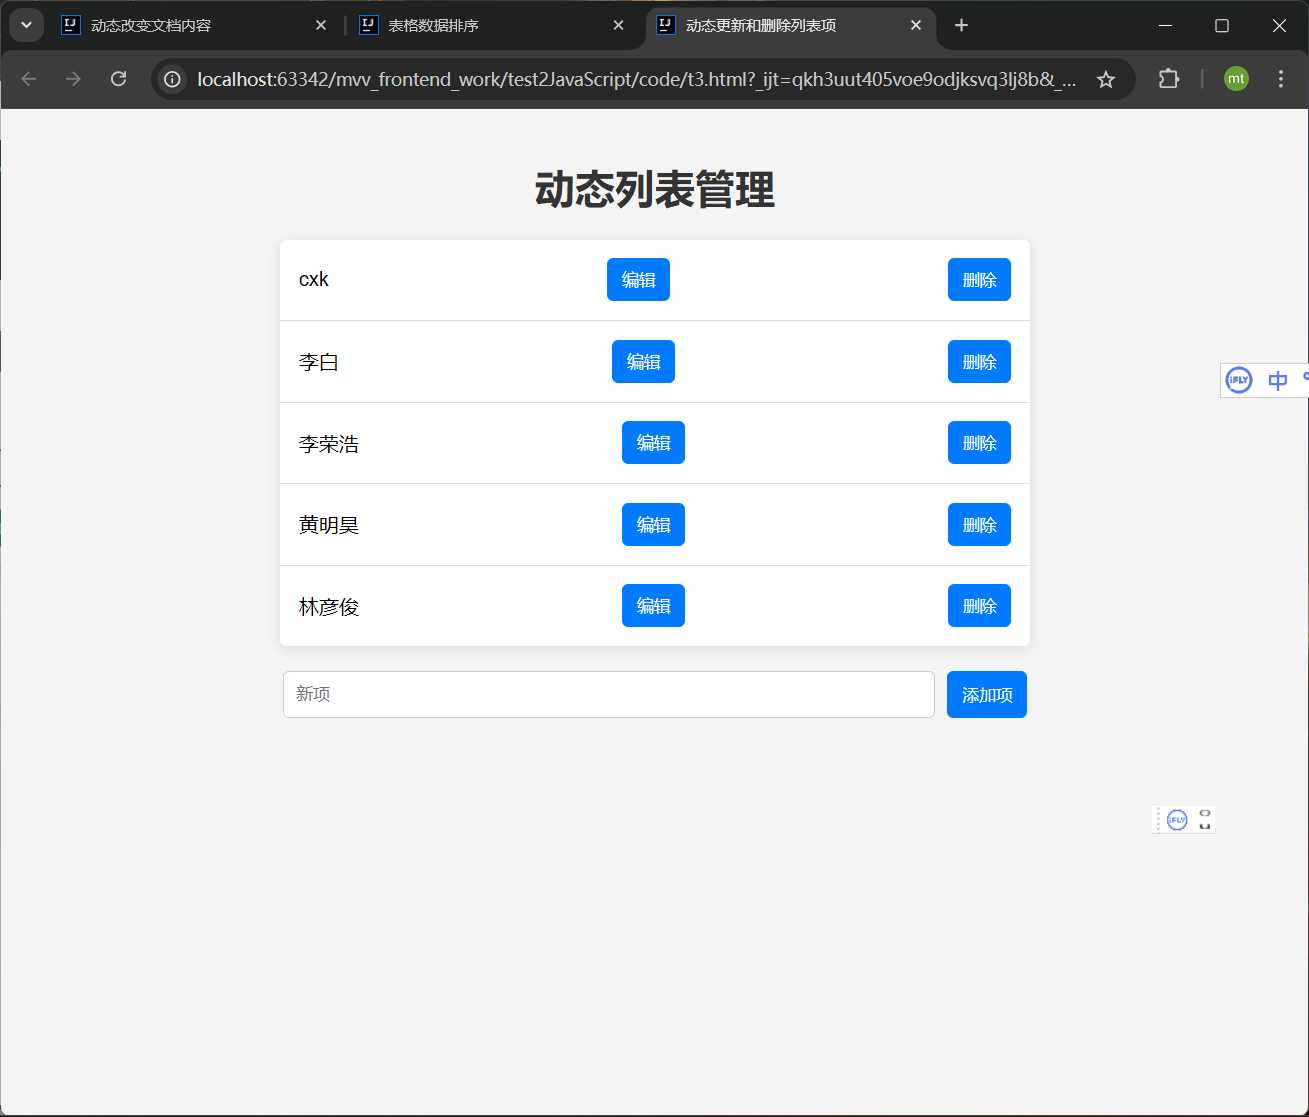 动态改变文档内容
表格数据排序
动态更新和删除列表项
localhost:63342/mvv_frontend_work/test2JavaScript/code/t3.html?_ijt=qkh3uut405voe9odjksvq3lj8b&_...
mt
动态列表管理
cxk 编辑 删除
李白 编辑 删除
iFLY 中
李荣浩 编辑 删除
黄明昊 编辑 删除
林彦俊 编辑 删除
新项 添加项
iFLY